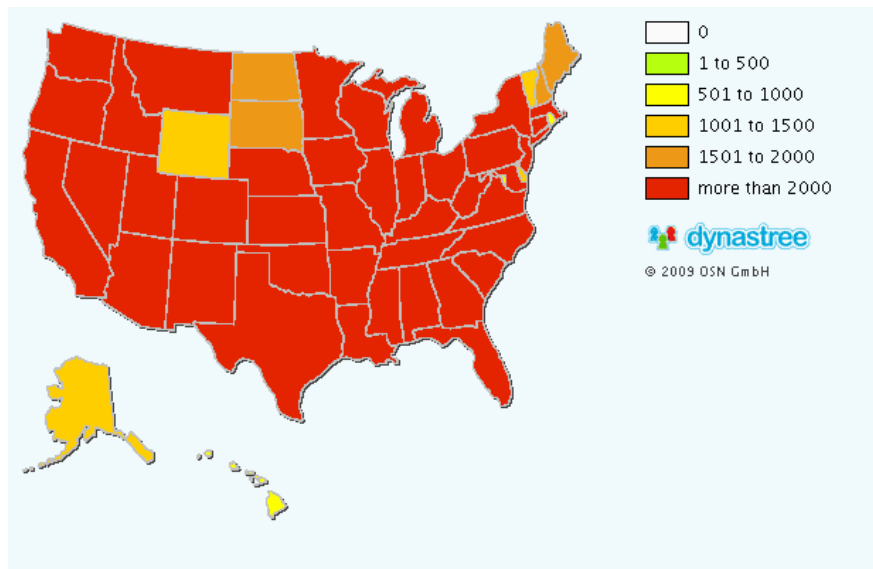 0
1 to 500
501 to 1000
1001 to 1500
1501 to 2000
more than 2000
dynastree
© 2009 OSN GmbH